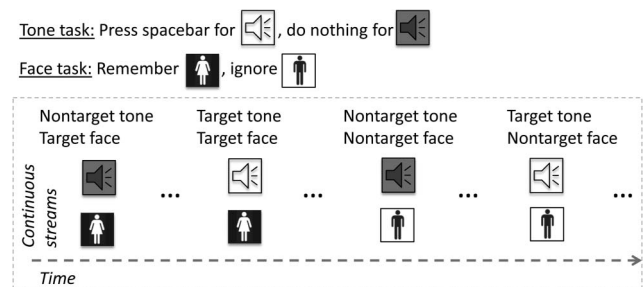 Tone task: Press spacebar for , do nothing for
Face task: Remember , ignore
Nontarget tone Target tone Nontarget tone Target tone
Target face Target face Nontarget face Nontarget face
... ... ... ...
Continuous
streams
Time